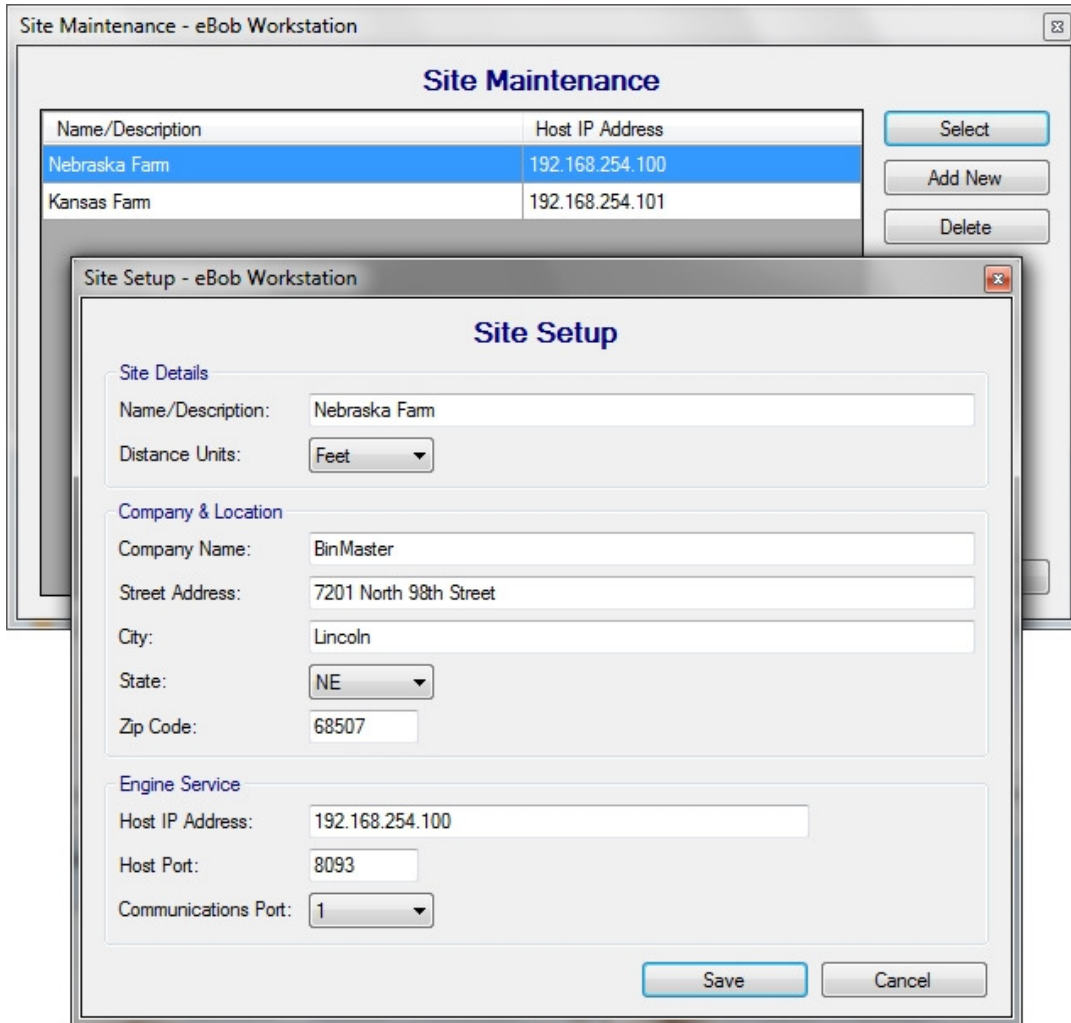 Site Maintenance - eBob Workstation
Site Maintenance
Name/Description Host IP Address
Nebraska Farm 192.168.254.100
Kansas Farm 192.168.254.101
Select
Add New
Delete
Site Setup - eBob Workstation
Site Setup
Site Details
Name/Description: Nebraska Farm
Distance Units: Feet
Company & Location
Company Name: BinMaster
Street Address: 7201 North 98th Street
City: Lincoln
State: NE
Zip Code: 68507
Engine Service
Host IP Address: 192.168.254.100
Host Port: 8093
Communications Port: 1
Save Cancel